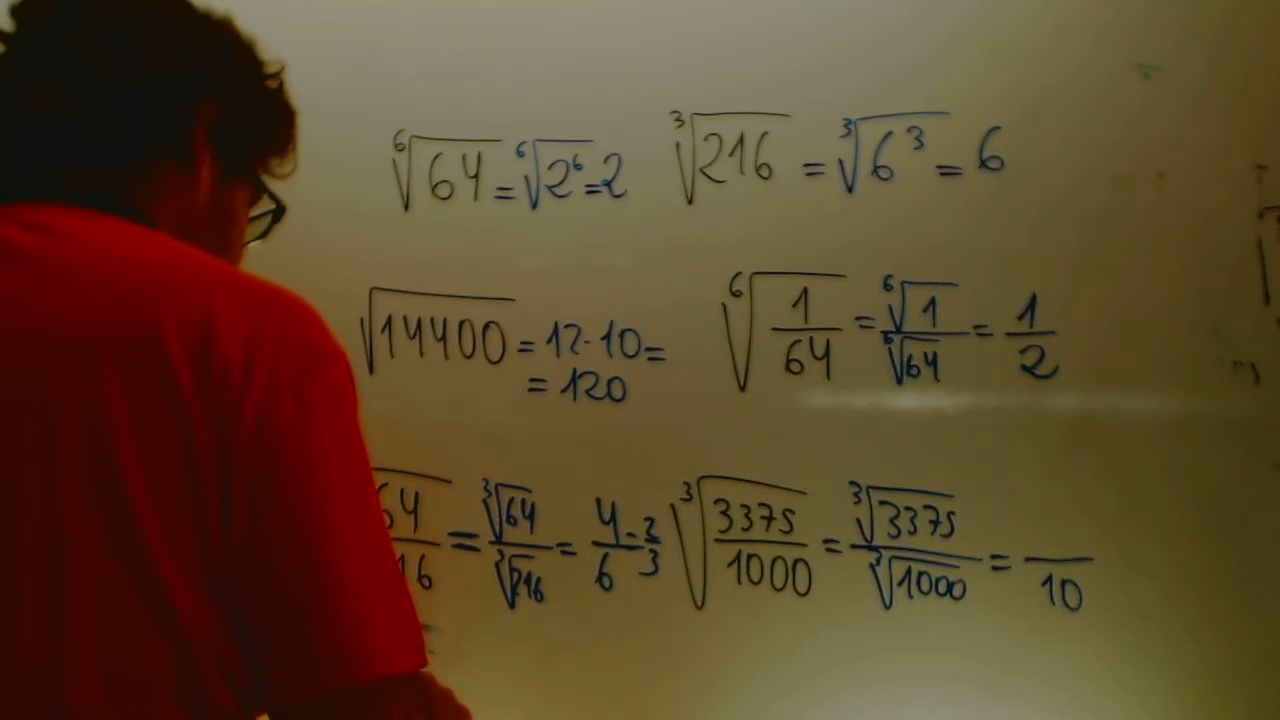 ⁶√64 = ⁶√2⁶ = 2
³√216 = ³√6³ = 6
√14400 = 12·10 =
= 120
⁶√(1/64) = ⁶√1/⁶√64 = 1/2
64/16 = ³√64/³√216 = 4/6 = 2/3
³√(3375/1000) = ³√3375/³√1000 = /10